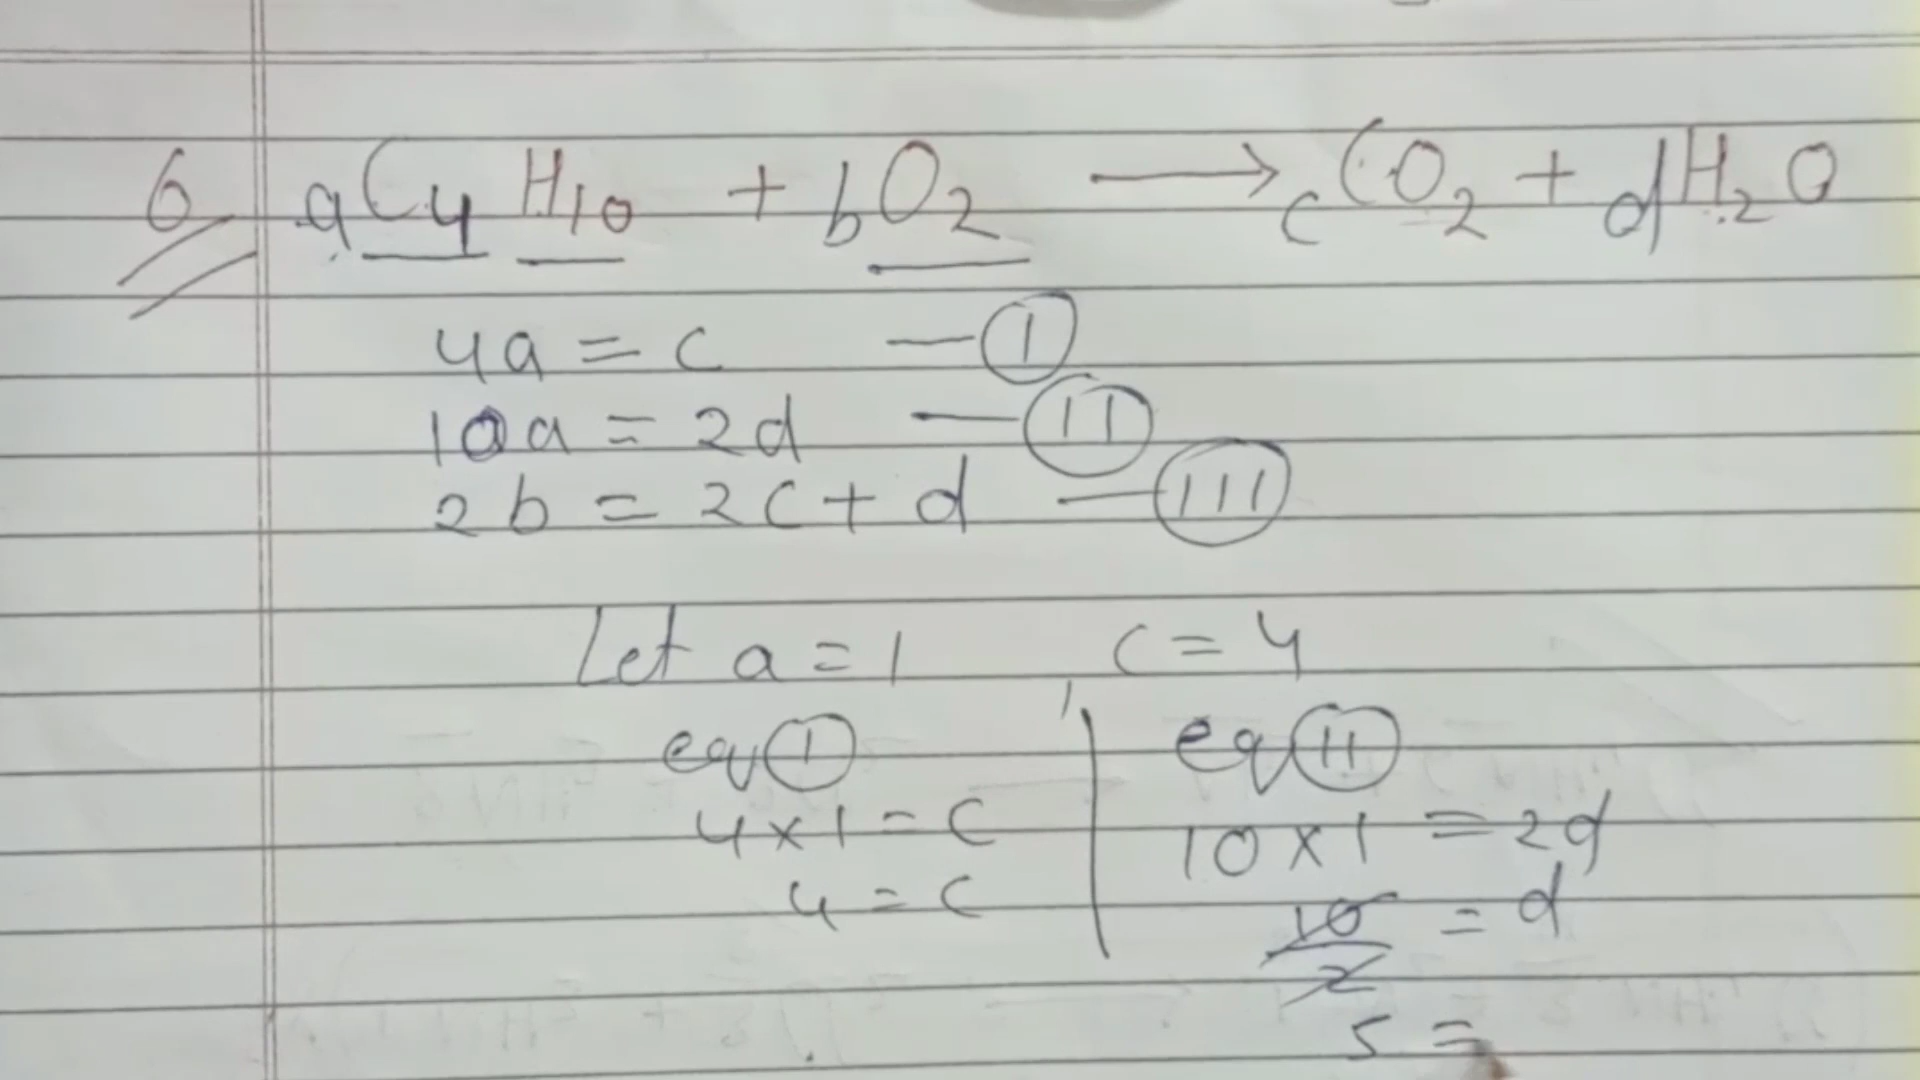 6 aC4H10 + bO2 → cCO2 + dH2O
4a = c — I
10a = 2d — II
2b = 2c + d — III
Let a = 1 , c = 4
eq I
4 × 1 = c
4 = c
eq II
10 × 1 = 2d
10/2 = d
5 =